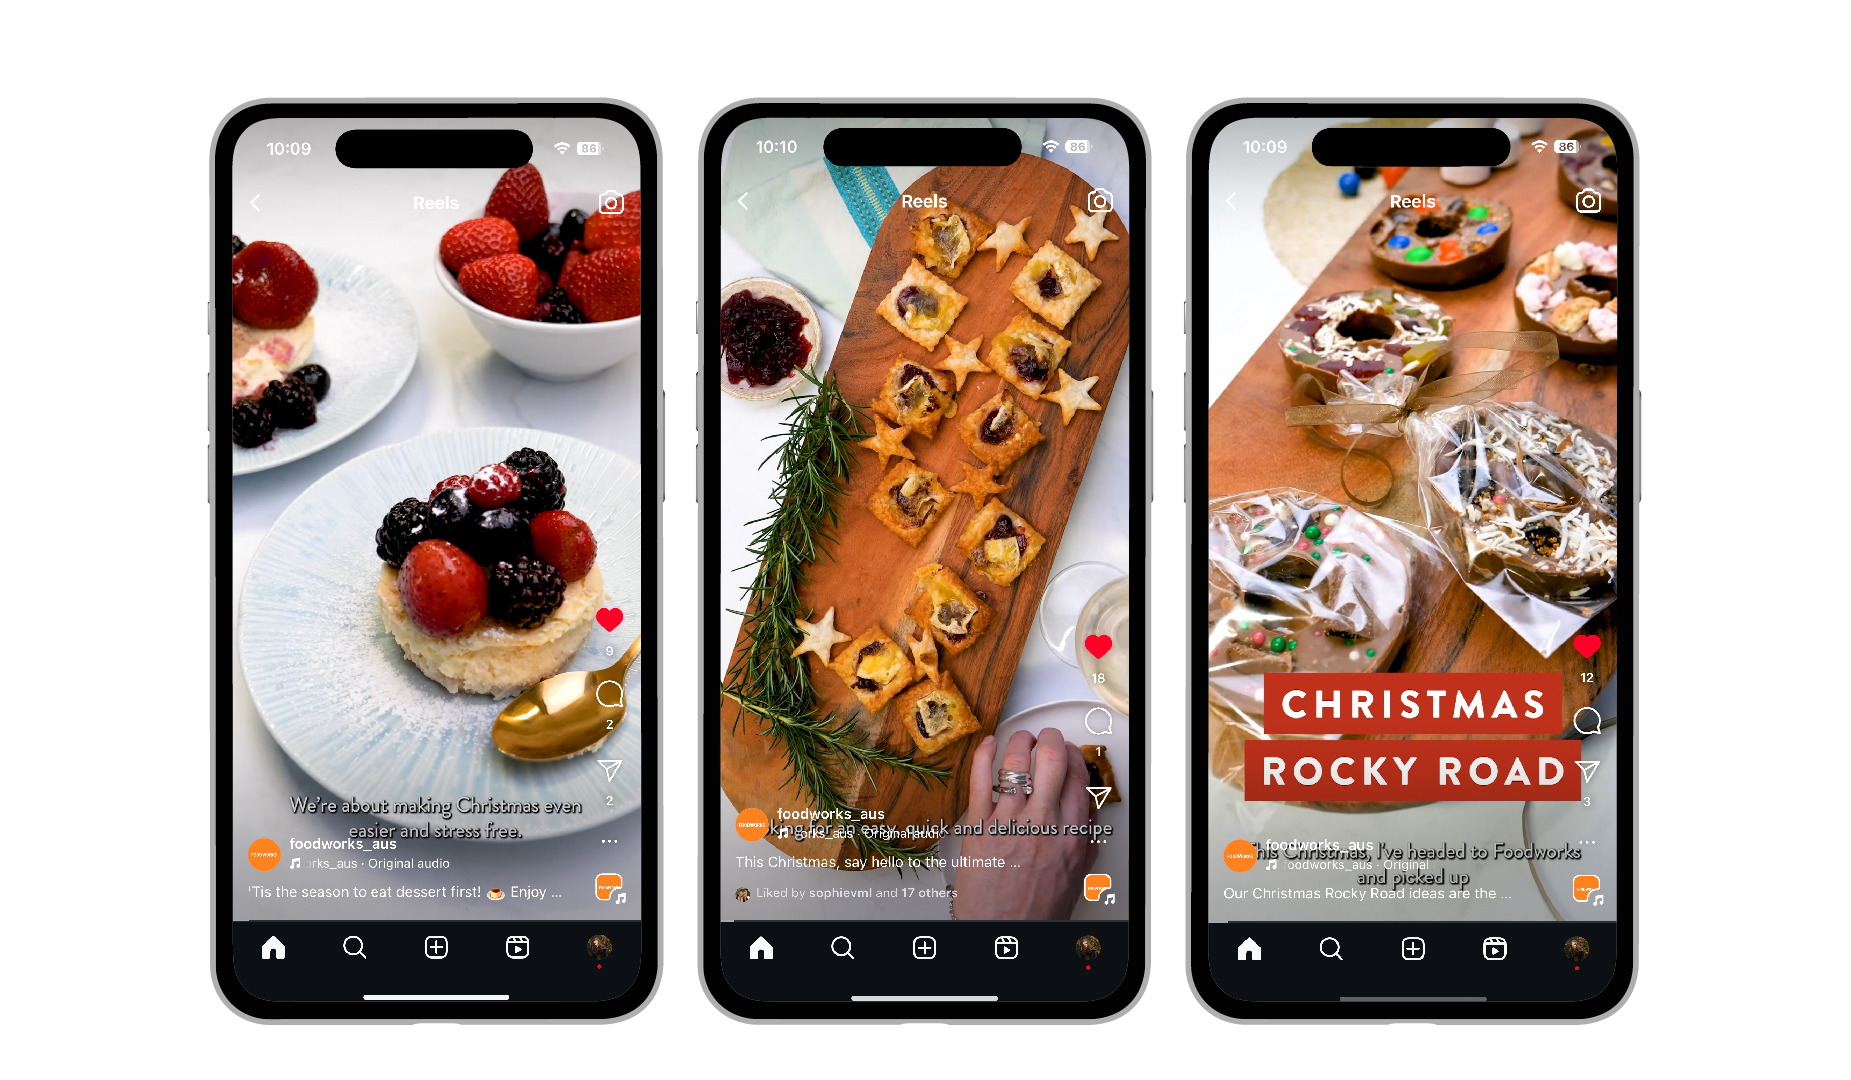 10:09
86
Reels
9
2
2
We're about making Christmas even
easier and stress free.
FOODWORKS
foodworks_aus
rks_aus · Original audio
'Tis the season to eat dessert first! 🍮 Enjoy ...
10:10
86
Reels
18
1
foodworks_aus
king for an easy, quick and delicious recipe
orks_aus · Original audio
FOODWORKS
This Christmas, say hello to the ultimate ...
Liked by sophievml and 17 others
10:09
86
Reels
12
CHRISTMAS
ROCKY ROAD
3
foodworks_aus
This Christmas, I've headed to Foodworks
and picked up
foodworks_aus · Original
FoodWorks
Our Christmas Rocky Road ideas are the ...